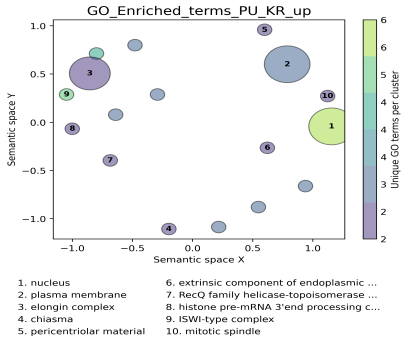 GO_Enriched_terms_PU_KR_up
1.0
0.5
0.0
−0.5
−1.0
Semantic space Y
−1.0
−0.5
0.0
0.5
1.0
Semantic space X
5
2
3
9
10
8
1
6
7
4
6
6
5
4
4
3
2
2
Unique GO terms per cluster
1. nucleus
2. plasma membrane
3. elongin complex
4. chiasma
5. pericentriolar material
6. extrinsic component of endoplasmic ...
7. RecQ family helicase-topoisomerase ...
8. histone pre-mRNA 3'end processing c...
9. ISWI-type complex
10. mitotic spindle